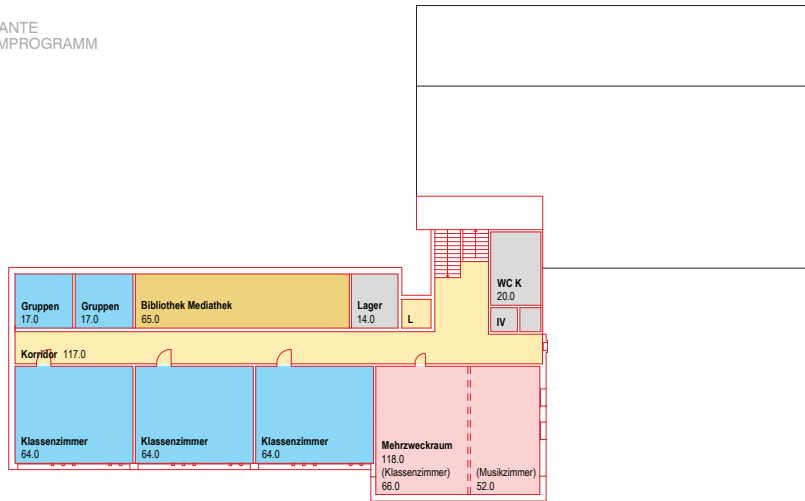 ANTE
MPROGRAMM
WC K
20.0
Gruppen
17.0
Gruppen
17.0
Bibliothek Mediathek
65.0
Lager
14.0
L
IV
Korridor 117.0
Klassenzimmer
64.0
Klassenzimmer
64.0
Klassenzimmer
64.0
Mehrzweckraum
118.0
(Klassenzimmer)
66.0
(Musikzimmer)
52.0